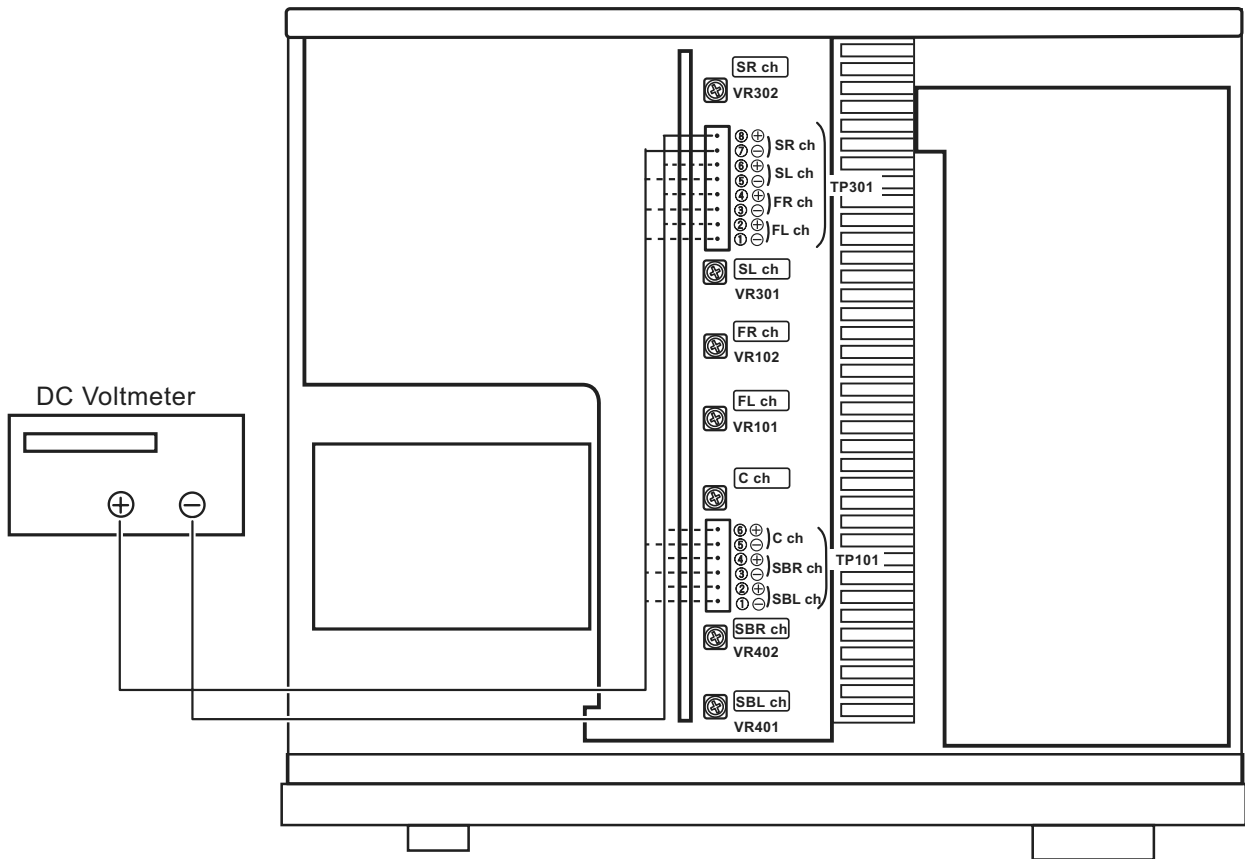 SR ch
VR302
⑧ ⊕
⑦ ⊖
SR ch
⑥ ⊕
⑤ ⊖
SL ch
④ ⊕
③ ⊖
FR ch
② ⊕
① ⊖
FL ch
TP301
SL ch
VR301
FR ch
VR102
DC Voltmeter
⊕ ⊖
FL ch
VR101
C ch
⑥ ⊕
⑤ ⊖
C ch
④ ⊕
③ ⊖
SBR ch
② ⊕
① ⊖
SBL ch
TP101
SBR ch
VR402
SBL ch
VR401